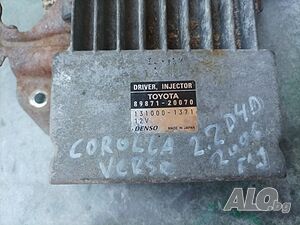 DRIVER, INJECTOR
TOYOTA
89871-20070
131000-1371
12V
DENSO MADE IN JAPAN
COROLLA 2.2 D4D
VERSO
ALO.bg